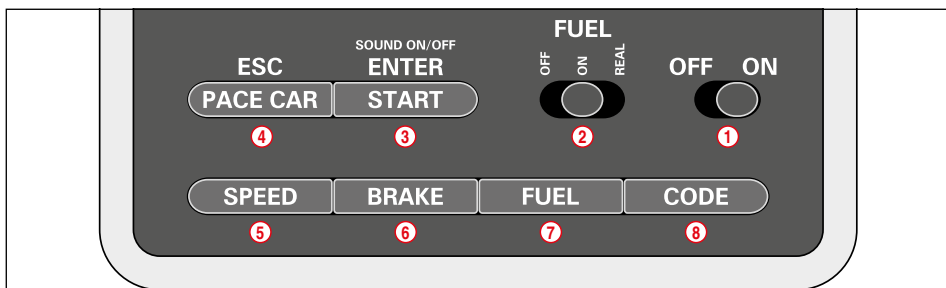 FUEL
SOUND ON/OFF
ESC ENTER OFF ON REAL OFF ON
PACE CAR START
4 3 2 1
SPEED BRAKE FUEL CODE
5 6 7 8